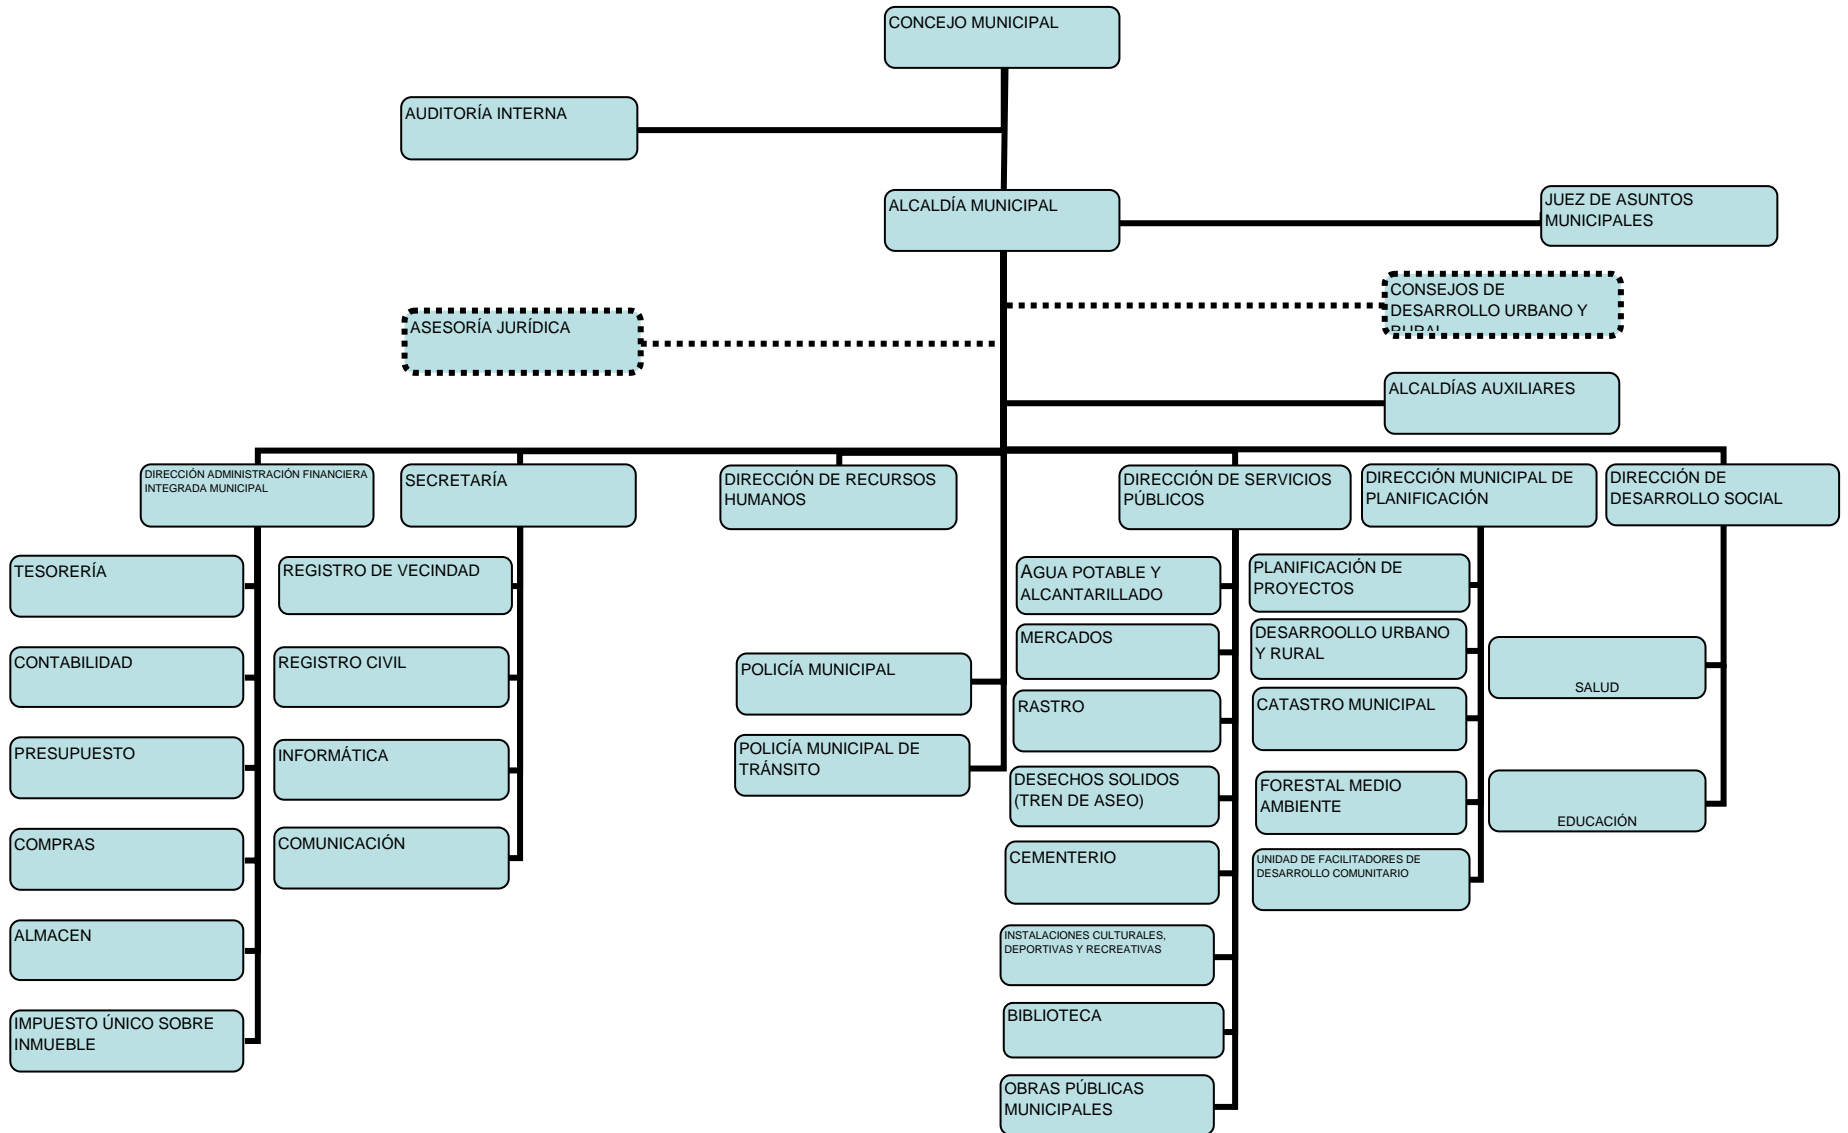 CONCEJO MUNICIPAL
AUDITORÍA INTERNA
ALCALDÍA MUNICIPAL
JUEZ DE ASUNTOS
MUNICIPALES
CONSEJOS DE
DESARROLLO URBANO Y
RURAL
ASESORÍA JURÍDICA
ALCALDÍAS AUXILIARES
DIRECCIÓN ADMINISTRACIÓN FINANCIERA
INTEGRADA MUNICIPAL
SECRETARÍA
DIRECCIÓN DE RECURSOS
HUMANOS
DIRECCIÓN DE SERVICIOS
PÚBLICOS
DIRECCIÓN MUNICIPAL DE
PLANIFICACIÓN
DIRECCIÓN DE
DESARROLLO SOCIAL
TESORERÍA
CONTABILIDAD
PRESUPUESTO
COMPRAS
ALMACEN
IMPUESTO ÚNICO SOBRE
INMUEBLE
REGISTRO DE VECINDAD
REGISTRO CIVIL
INFORMÁTICA
COMUNICACIÓN
POLICÍA MUNICIPAL
POLICÍA MUNICIPAL DE
TRÁNSITO
AGUA POTABLE Y
ALCANTARILLADO
MERCADOS
RASTRO
DESECHOS SOLIDOS
(TREN DE ASEO)
CEMENTERIO
INSTALACIONES CULTURALES,
DEPORTIVAS Y RECREATIVAS
BIBLIOTECA
OBRAS PÚBLICAS
MUNICIPALES
PLANIFICACIÓN DE
PROYECTOS
DESARROOLLO URBANO
Y RURAL
CATASTRO MUNICIPAL
FORESTAL MEDIO
AMBIENTE
UNIDAD DE FACILITADORES DE
DESARROLLO COMUNITARIO
SALUD
EDUCACIÓN